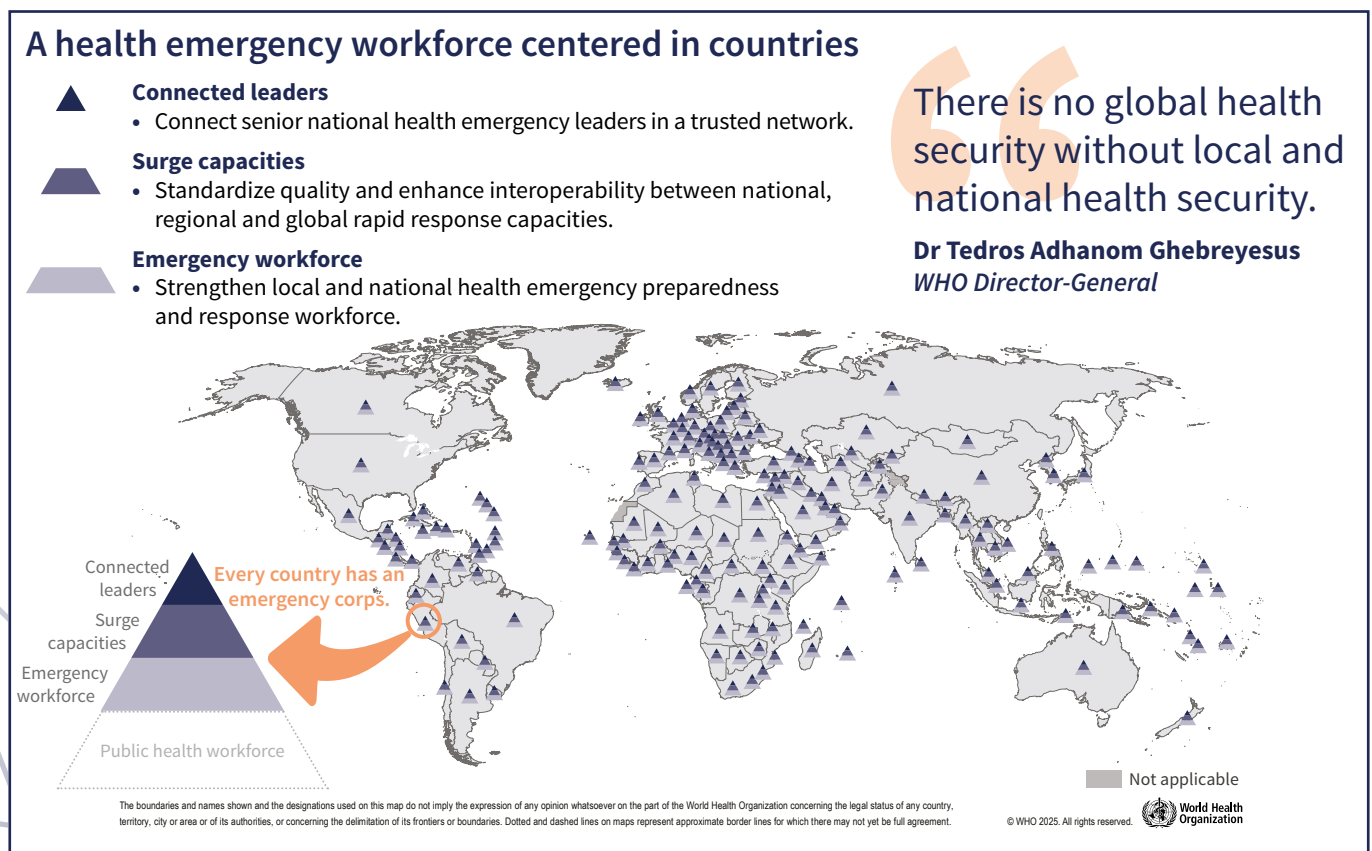 A health emergency workforce centered in countries
Connected leaders
• Connect senior national health emergency leaders in a trusted network.
Surge capacities
• Standardize quality and enhance interoperability between national,
regional and global rapid response capacities.
Emergency workforce
• Strengthen local and national health emergency preparedness
and response workforce.
“
There is no global health
security without local and
national health security.
Dr Tedros Adhanom Ghebreyesus
WHO Director-General
Connected
leaders
Surge
capacities
Emergency
workforce
Public health workforce
Every country has an
emergency corps.
Not applicable
The boundaries and names shown and the designations used on this map do not imply the expression of any opinion whatsoever on the part of the World Health Organization concerning the legal status of any country,
territory, city or area or of its authorities, or concerning the delimitation of its frontiers or boundaries. Dotted and dashed lines on maps represent approximate border lines for which there may not yet be full agreement.
© WHO 2025. All rights reserved.
World Health
Organization